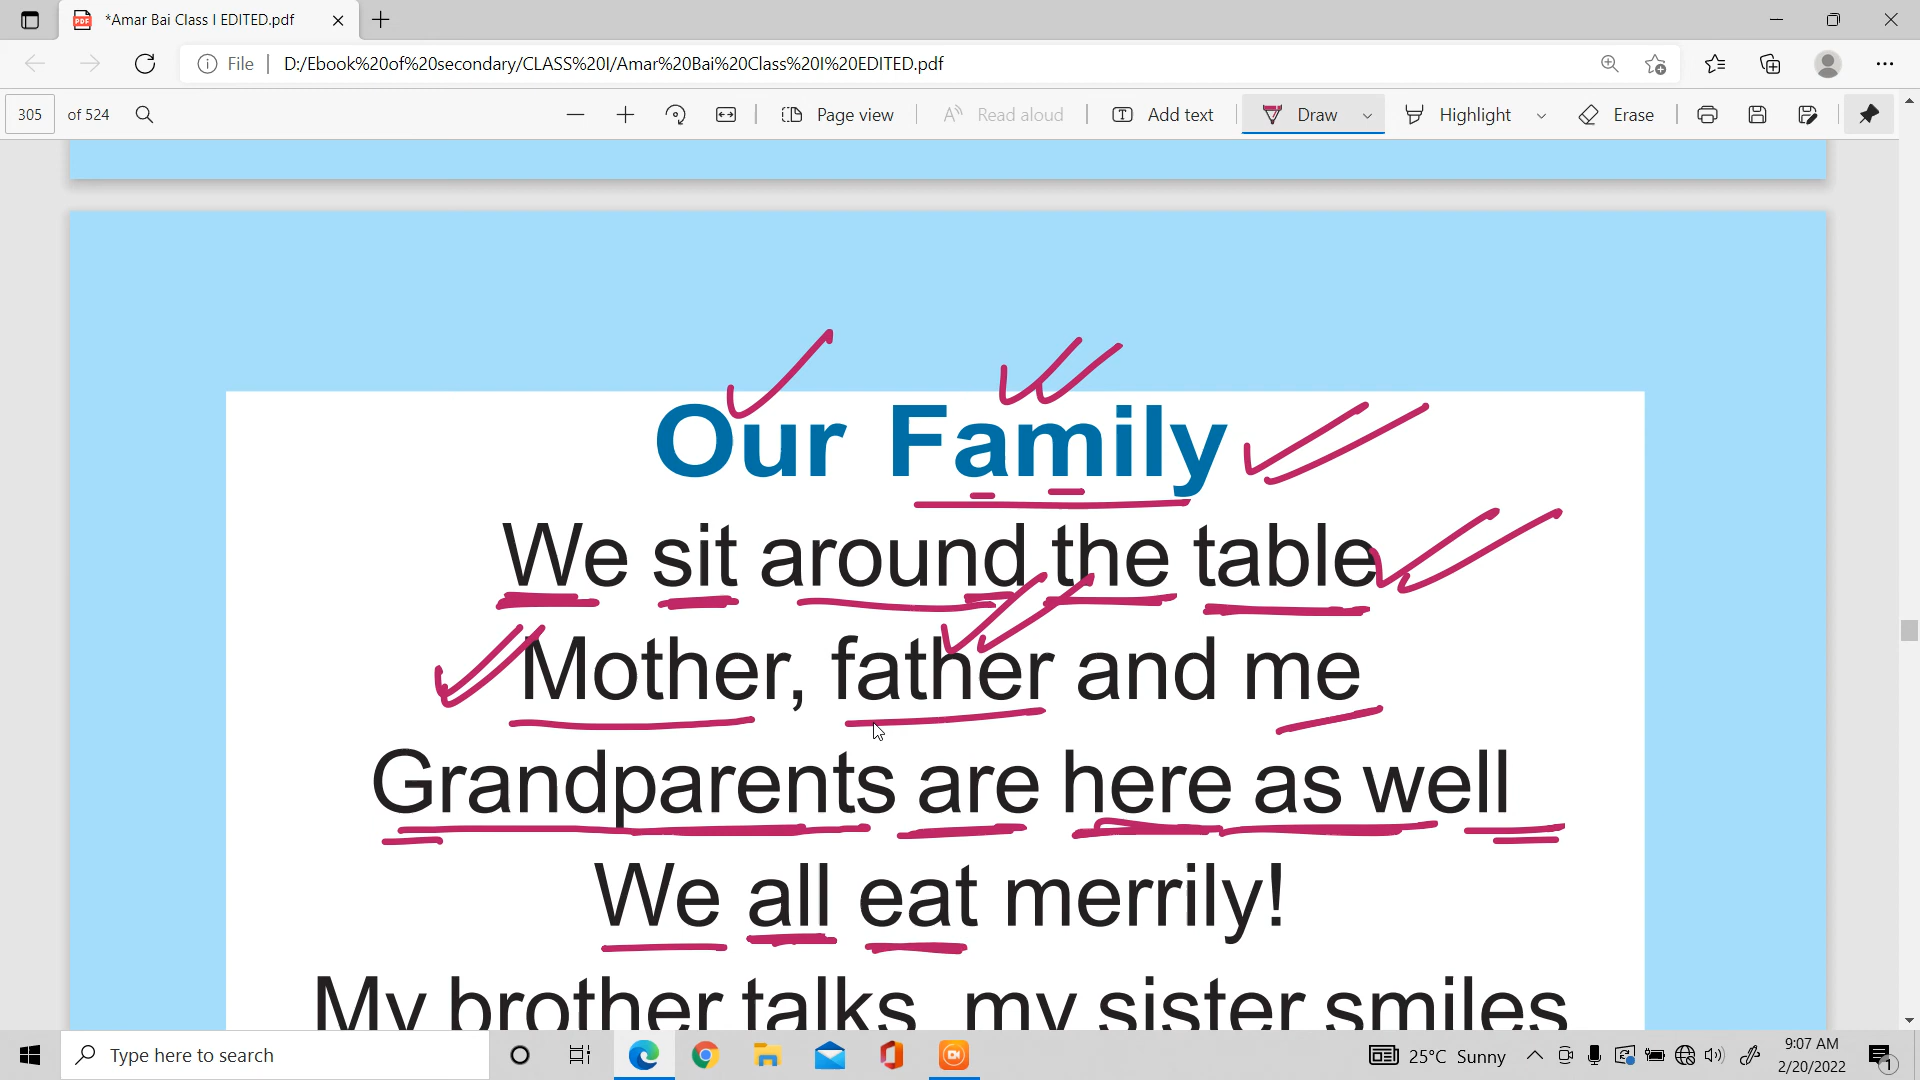 *Amar Bai Class I EDITED.pdf
File D:/Ebook%20of%20secondary/CLASS%20I/Amar%20Bai%20Class%20I%20EDITED.pdf
305 of 524 Page view Read aloud Add text Draw Highlight Erase
Our Family
We sit around the table
Mother, father and me
Grandparents are here as well
We all eat merrily!
My brother talks, my sister smiles
Type here to search 25°C Sunny 9:07 AM
2/20/2022 1